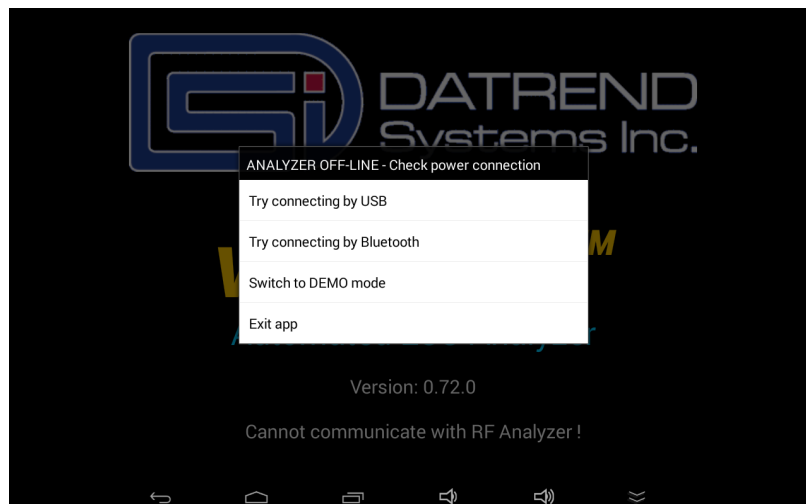 DATREND
Systems Inc.
ANALYZER OFF-LINE - Check power connection
Try connecting by USB
Try connecting by Bluetooth
Switch to DEMO mode
Exit app
Version: 0.72.0
Cannot communicate with RF Analyzer !